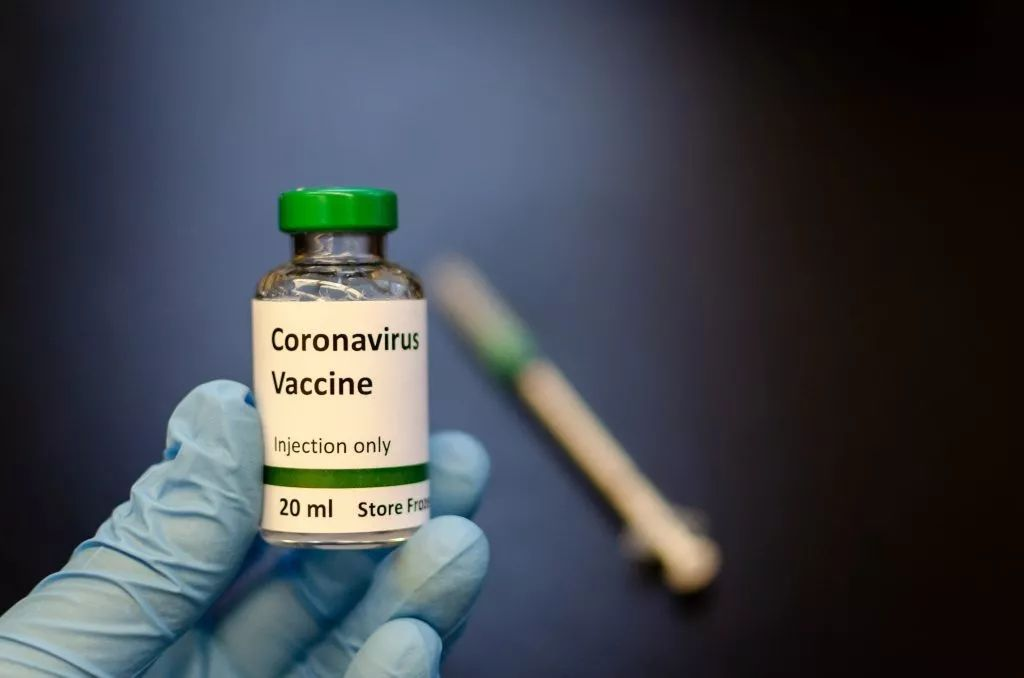 Coronavirus
Vaccine
Injection only
20 ml Store